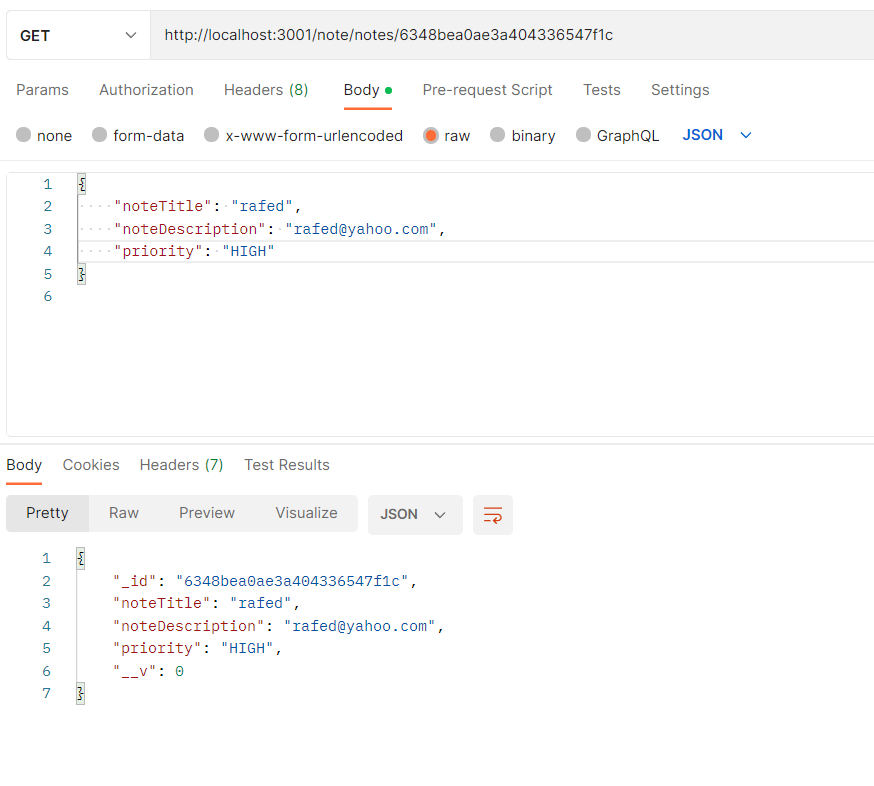 GET http://localhost:3001/note/notes/6348bea0ae3a404336547f1c
Params Authorization Headers (8) Body Pre-request Script Tests Settings
none form-data x-www-form-urlencoded raw binary GraphQL JSON
1 {
2 ····"noteTitle":·"rafed",
3 ····"noteDescription":·"rafed@yahoo.com",
4 ····"priority":·"HIGH"
5 }
6
Body Cookies Headers (7) Test Results
Pretty Raw Preview Visualize JSON
1 {
2 "_id": "6348bea0ae3a404336547f1c",
3 "noteTitle": "rafed",
4 "noteDescription": "rafed@yahoo.com",
5 "priority": "HIGH",
6 "__v": 0
7 }